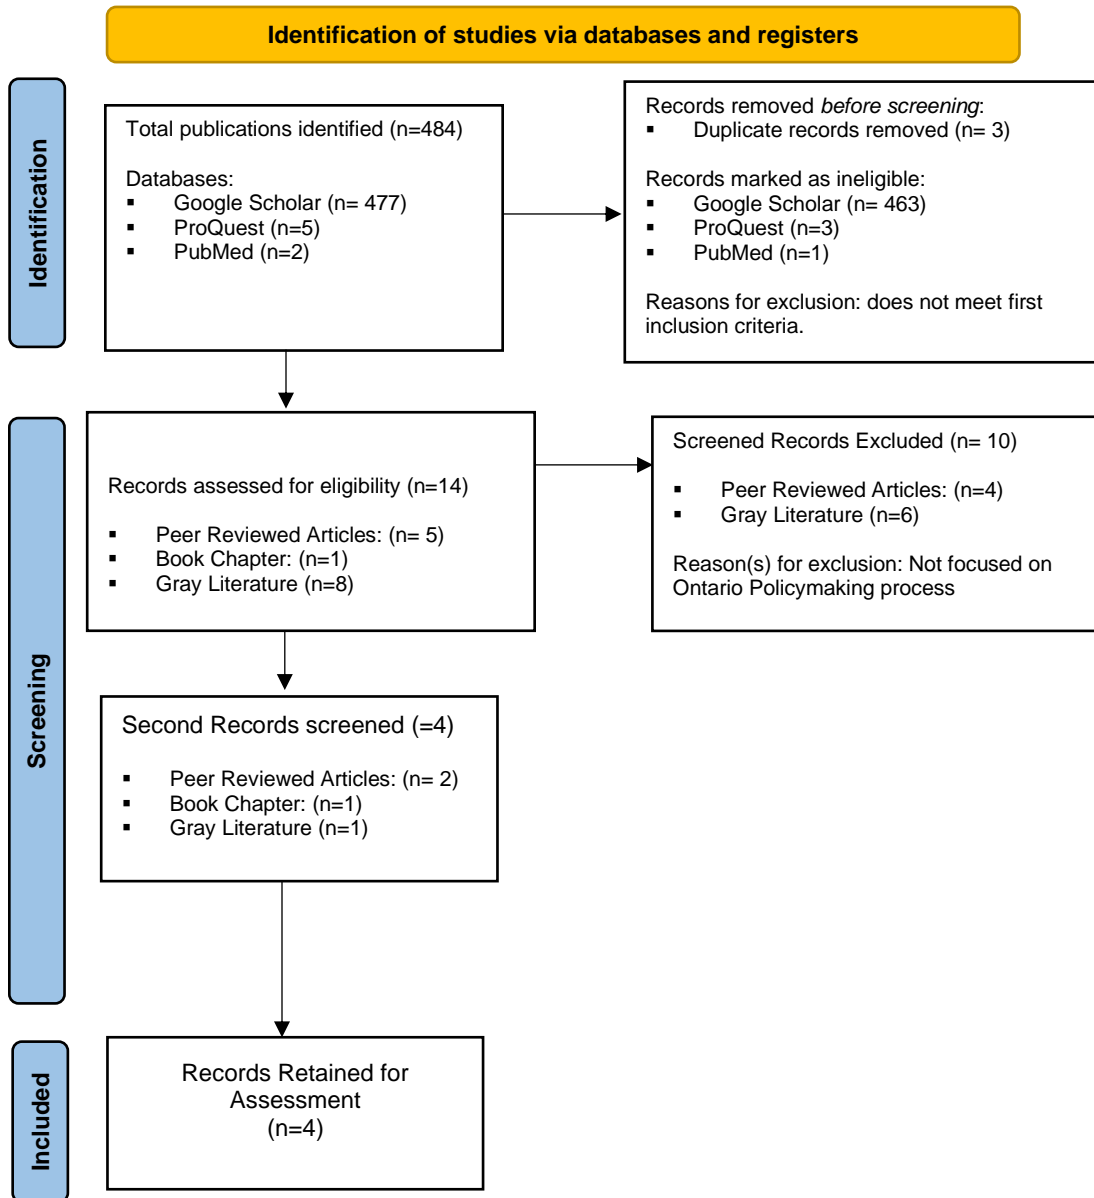 Identification of studies via databases and registers
Identification
Total publications identified (n=484)
Databases:
▪ Google Scholar (n= 477)
▪ ProQuest (n=5)
▪ PubMed (n=2)
Records removed before screening:
▪ Duplicate records removed (n= 3)
Records marked as ineligible:
▪ Google Scholar (n= 463)
▪ ProQuest (n=3)
▪ PubMed (n=1)
Reasons for exclusion: does not meet first
inclusion criteria.
Screening
Records assessed for eligibility (n=14)
▪ Peer Reviewed Articles: (n= 5)
▪ Book Chapter: (n=1)
▪ Gray Literature (n=8)
Screened Records Excluded (n= 10)
▪ Peer Reviewed Articles: (n=4)
▪ Gray Literature (n=6)
Reason(s) for exclusion: Not focused on
Ontario Policymaking process
Second Records screened (=4)
▪ Peer Reviewed Articles: (n= 2)
▪ Book Chapter: (n=1)
▪ Gray Literature (n=1)
Included
Records Retained for
Assessment
(n=4)